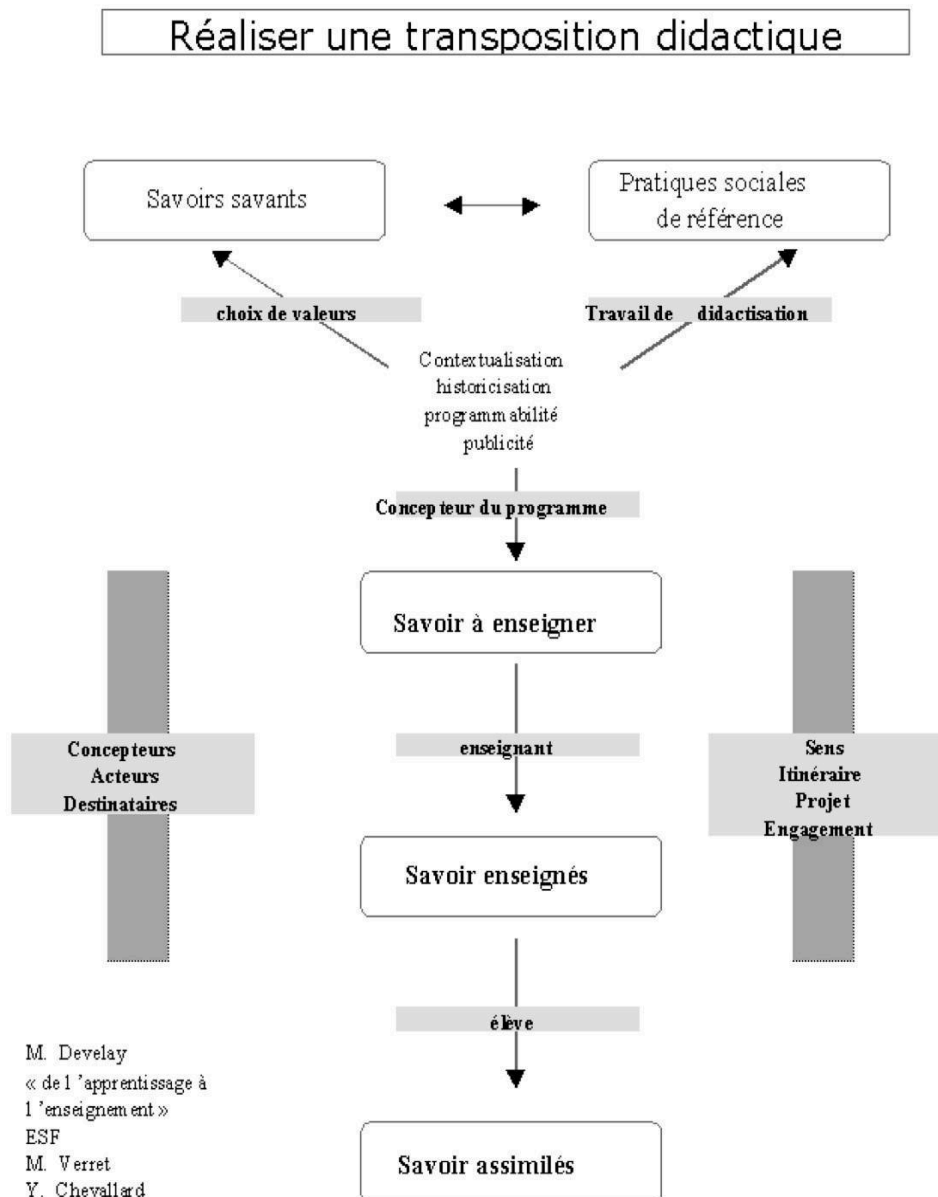 Réaliser une transposition didactique
Savoirs savants
Pratiques sociales
de référence
choix de valeurs
Travail de didactisation
Contextualisation
historicisation
programmabilité
publicité
Concepteur du programme
Savoir à enseigner
Concepteurs
Acteurs
Destinataires
enseignant
Sens
Itinéraire
Projet
Engagement
Savoir enseignés
élève
M. Develay
« de l'apprentissage à
l'enseignement »
ESF
M. Verret
Y. Chevallard
Savoir assimilés